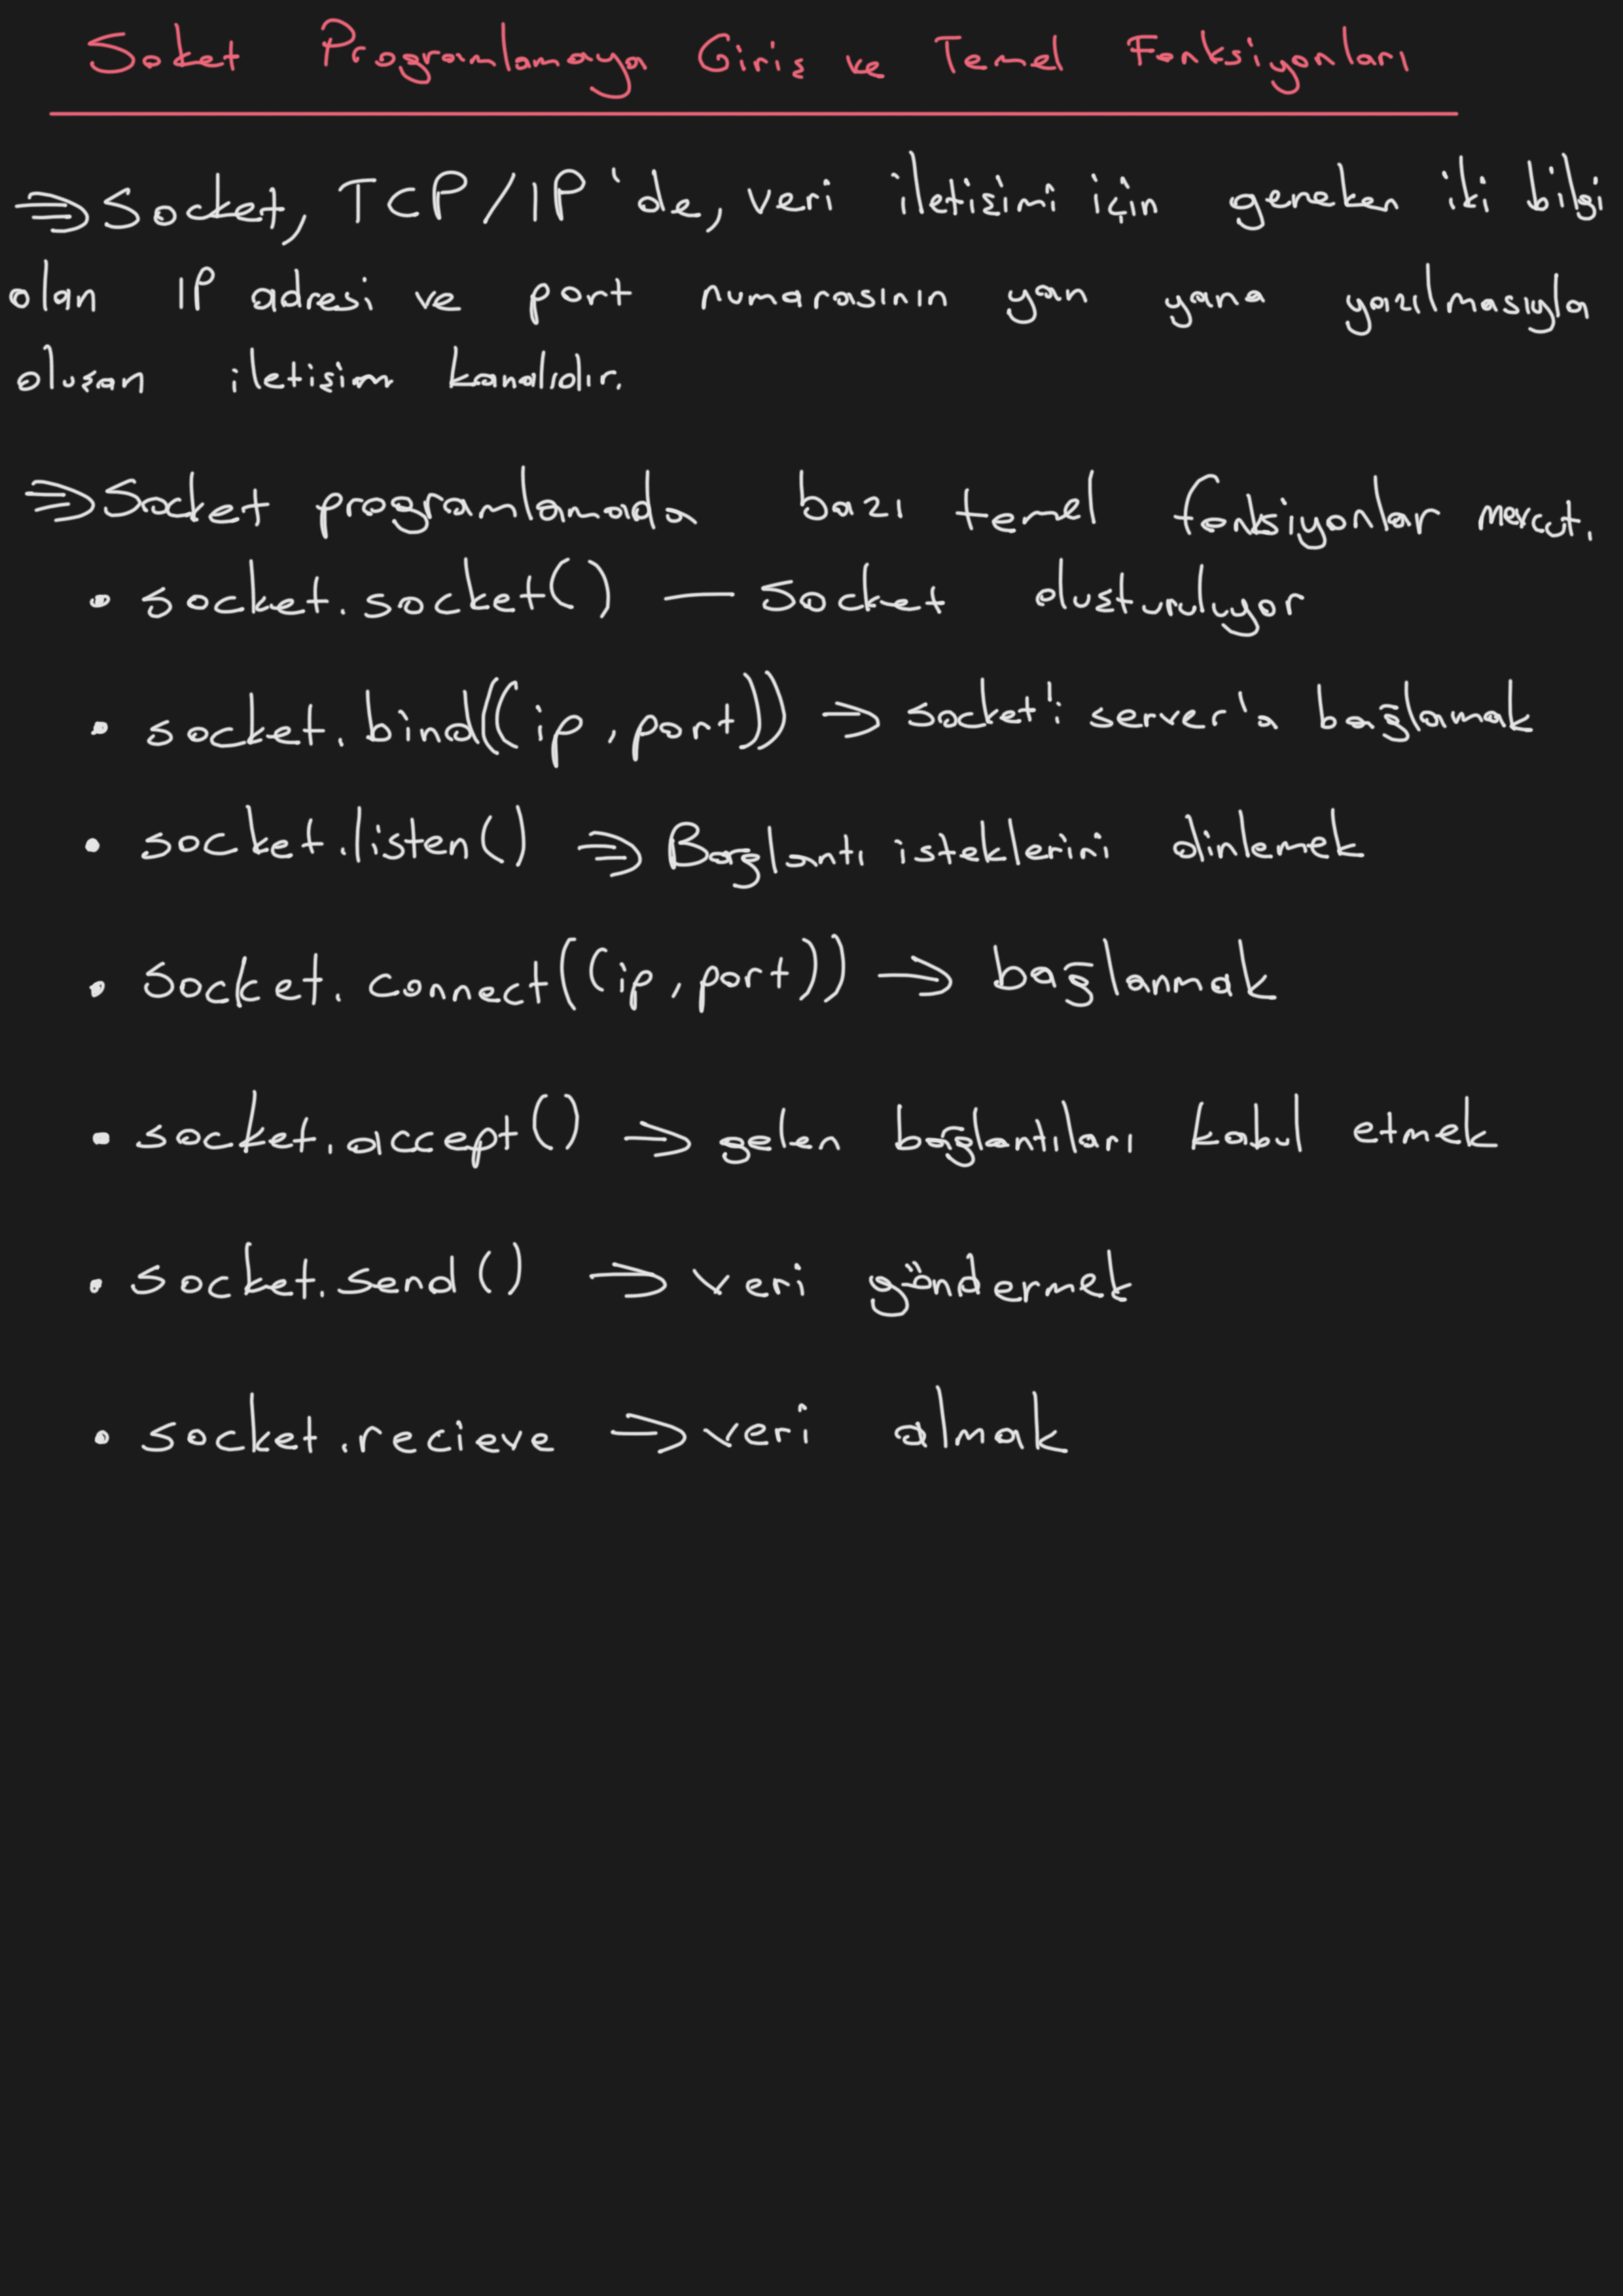 Soket Programlamaya Giriş ve Temel Fonksiyonları
⇒ Socket, TCP/IP'de, veri iletişimi için gereken iki bilgi
olan IP adresi ve port numarasının yan yana yazılmasıyla
oluşan iletişim kanalıdır.
⇒ Socket programlamada bazı temel fonksiyonlar mevcut.
• socket.socket() — socket oluşturuluyor
• socket.bind((ip, port)) → socket'i server'a bağlamak
• socket.listen() ⇒ Bağlantı isteklerini dinlemek
• socket.connect((ip, port)) → bağlanmak
• socket.accept() → gelen bağlantıları kabul etmek
• socket.send() → veri göndermek
• socket.recieve → veri almak